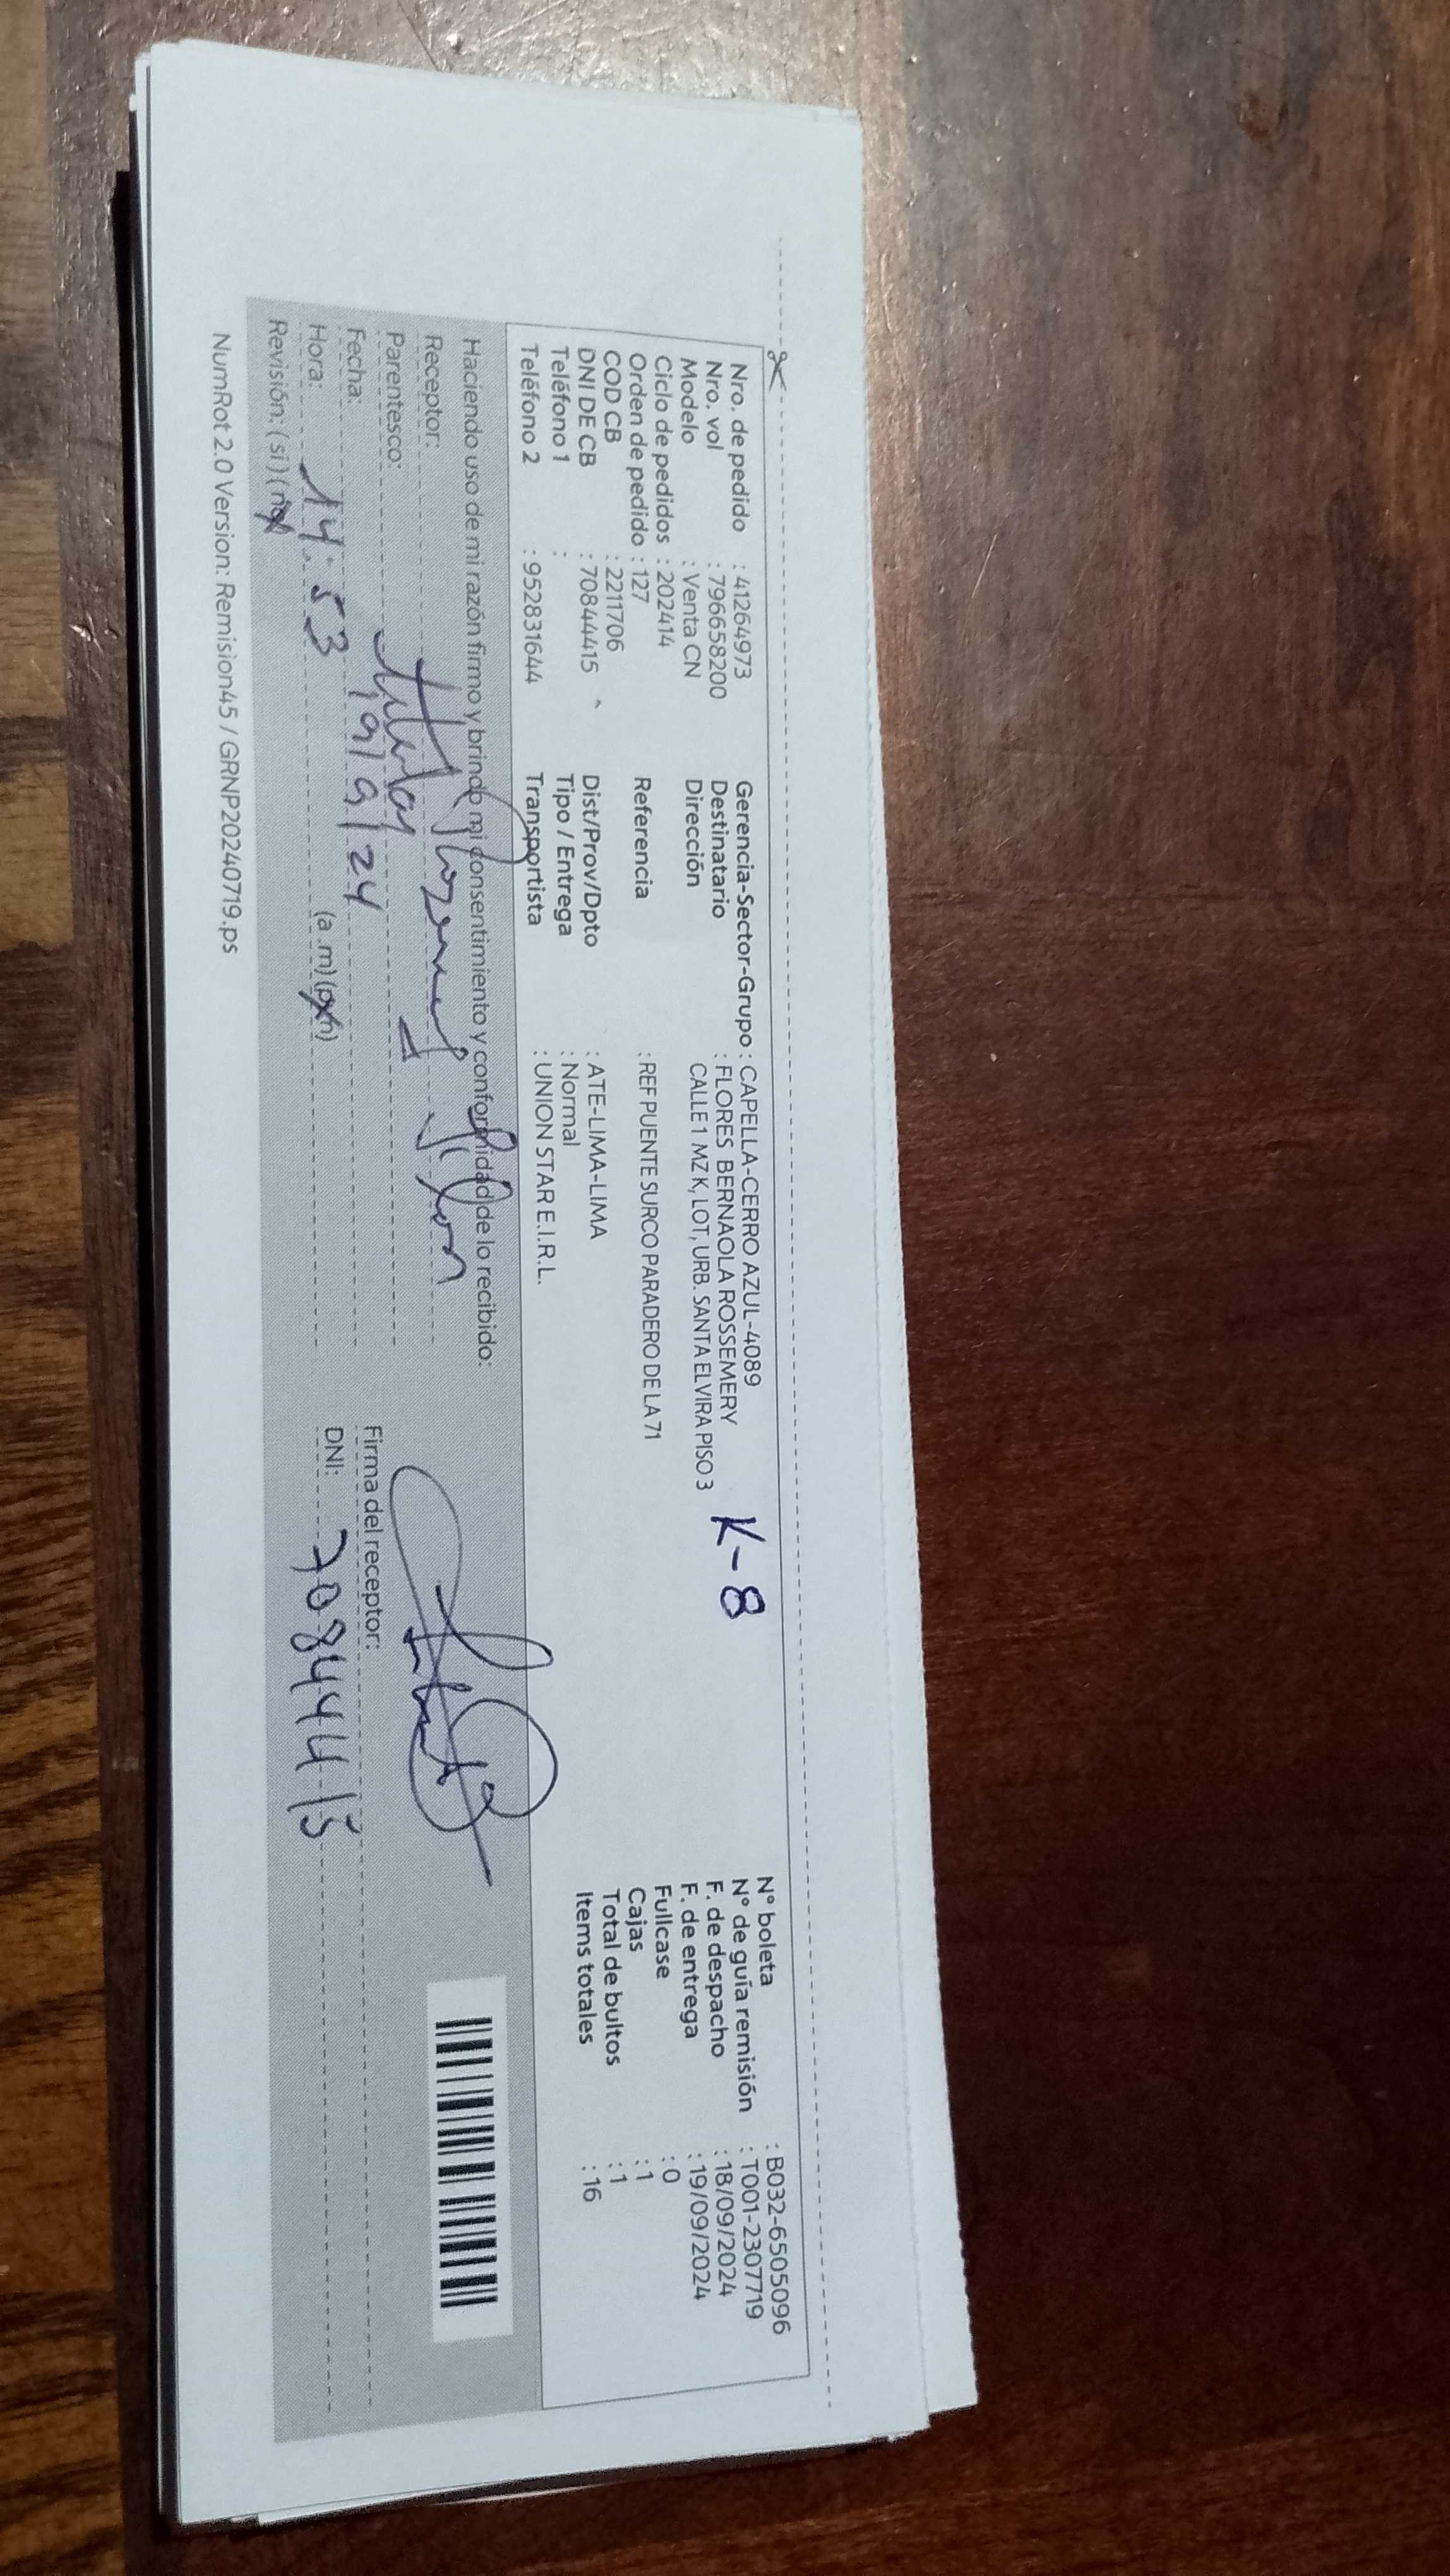 Nro. de pedido : 41264973
Nro. vol : 796658200
Modelo : Venta CN
Ciclo de pedidos : 202414
Orden de pedido : 127
COD CB : 2211706
DNI DE CB : 70844415
Teléfono 1 :
Teléfono 2 : 952831644
Gerencia-Sector-Grupo : CAPELLA-CERRO AZUL-4089
Destinatario : FLORES BERNAOLA ROSSEMERY
Dirección CALLE 1 MZ K, LOT, URB. SANTA ELVIRA PISO 3
K-8
Referencia : REF PUENTE SURCO PARADERO DE LA 71
Dist/Prov/Dpto : ATE-LIMA-LIMA
Tipo / Entrega : Normal
Transportista : UNION STAR E.I.R.L.
N° boleta : B032-6505096
N° de guía remisión : T001-2307719
F. de despacho : 18/09/2024
F. de entrega : 19/09/2024
Fullcase : 0
Cajas : 1
Total de bultos : 1
Items totales : 16
Haciendo uso de mi razón firmo y brindo mi consentimiento y conformidad de lo recibido:
Receptor:
Parentesco: titular
Fecha: 19/9/24
Hora: 14:53 (a.m) (p.m)
Revisión: (si) (no)
Firma del receptor:
DNI: 70844415
NumRot 2.0 Version: Remision45 / GRNP20240719.ps